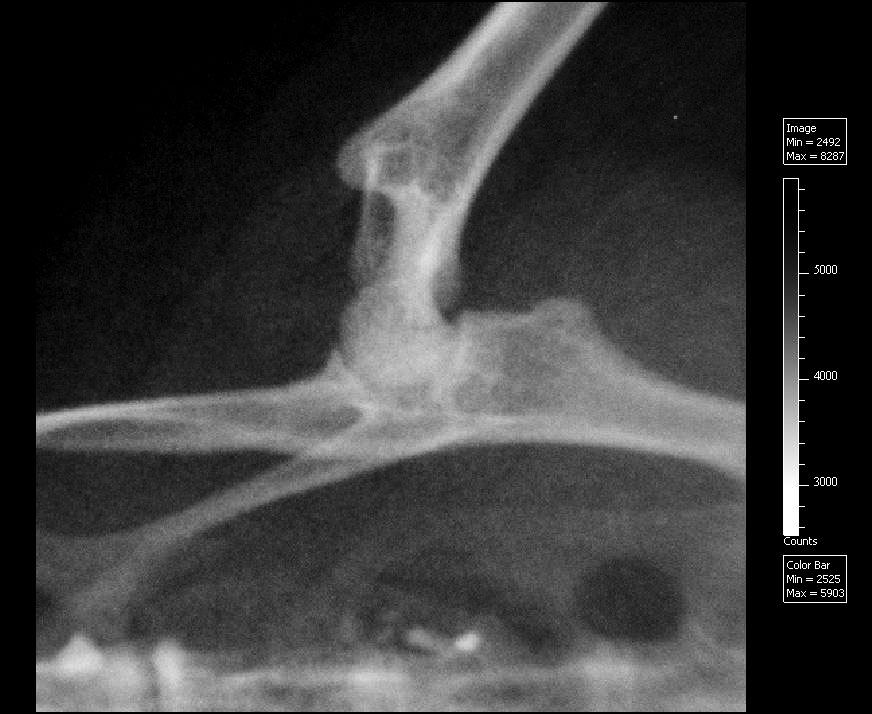 Image
Min = 2492
Max = 8287
5000
4000
3000
Counts
Color Bar
Min = 2525
Max = 5903